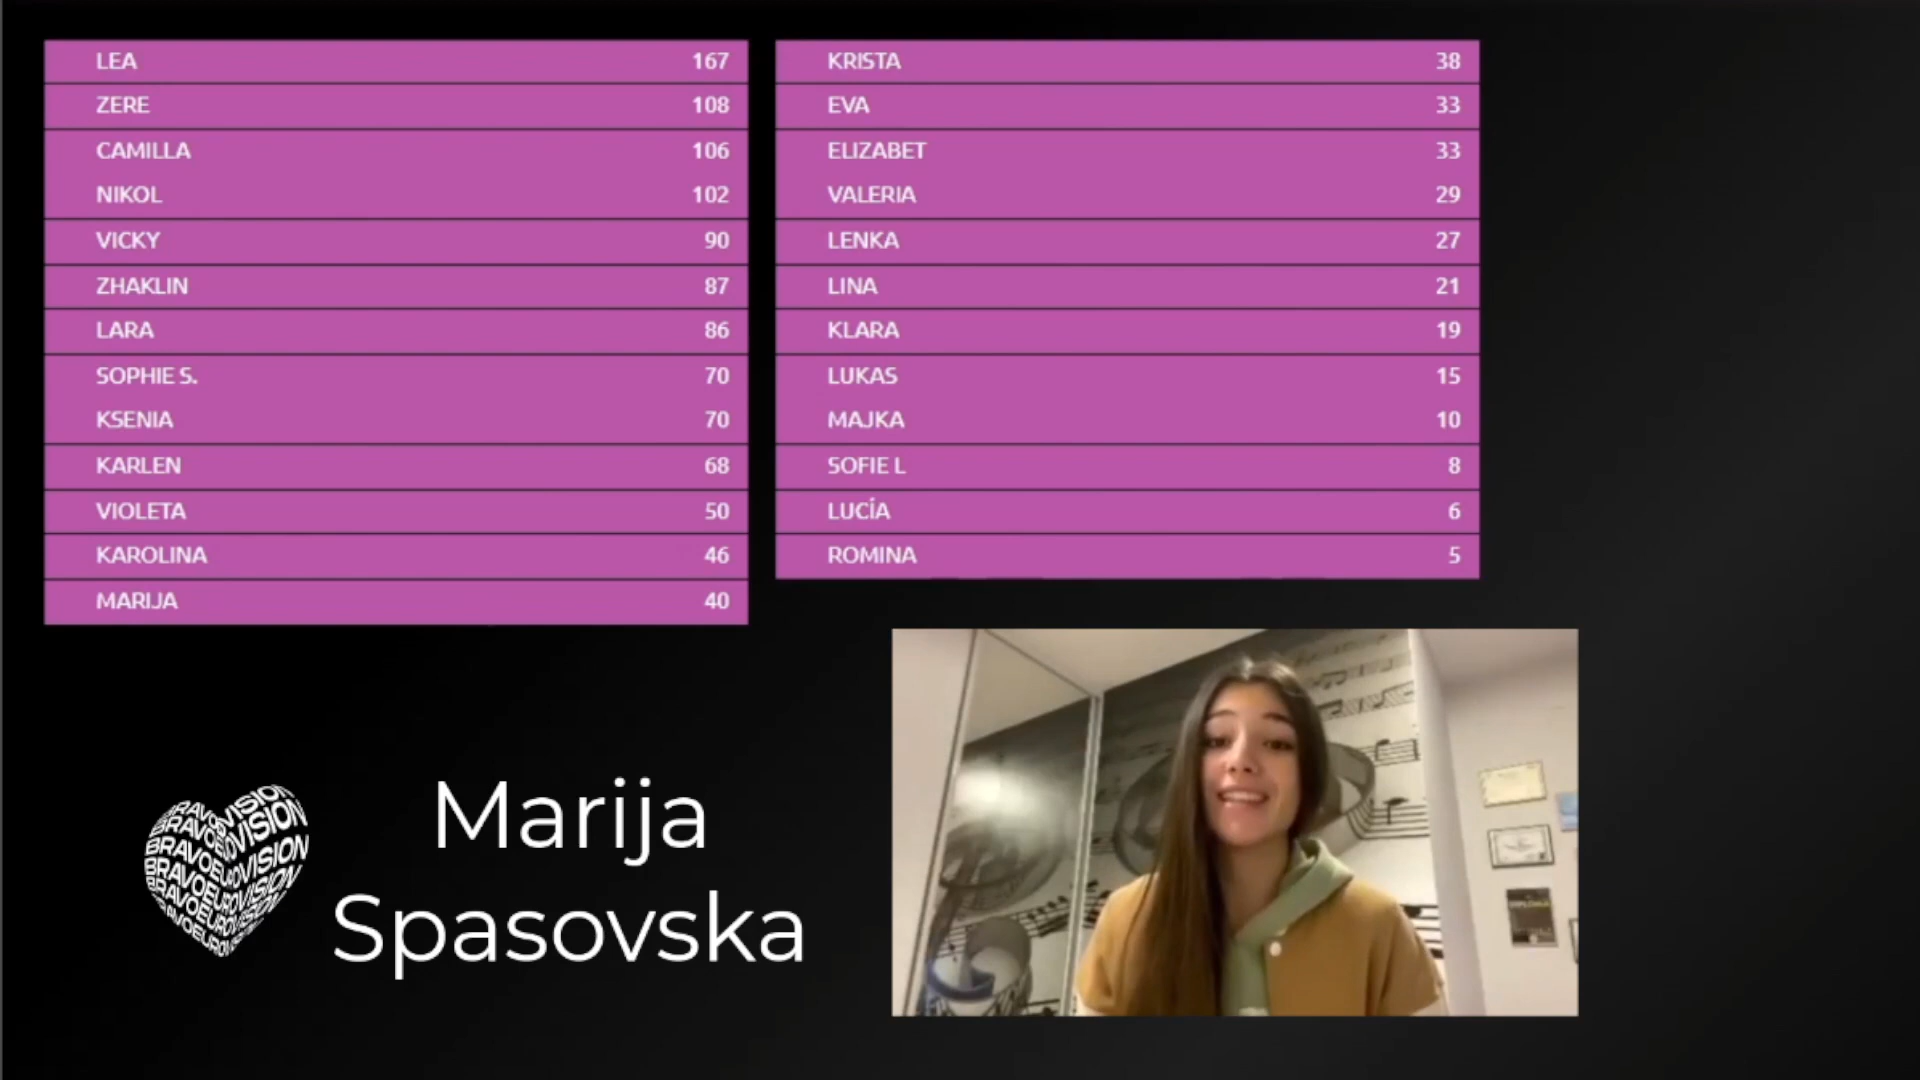 LEA 167
ZERE 108
CAMILLA 106
NIKOL 102
VICKY 90
ZHAKLIN 87
LARA 86
SOPHIE S. 70
KSENIA 70
KARLEN 68
VIOLETA 50
KAROLINA 46
MARIJA 40
KRISTA 38
EVA 33
ELIZABET 33
VALERIA 29
LENKA 27
LINA 21
KLARA 19
LUKAS 15
MAJKA 10
SOFIE L 8
LUCÍA 6
ROMINA 5
BRAVOEUROVISION
BRAVOEUROVISION
BRAVOEUROVISION
Marija
Spasovska